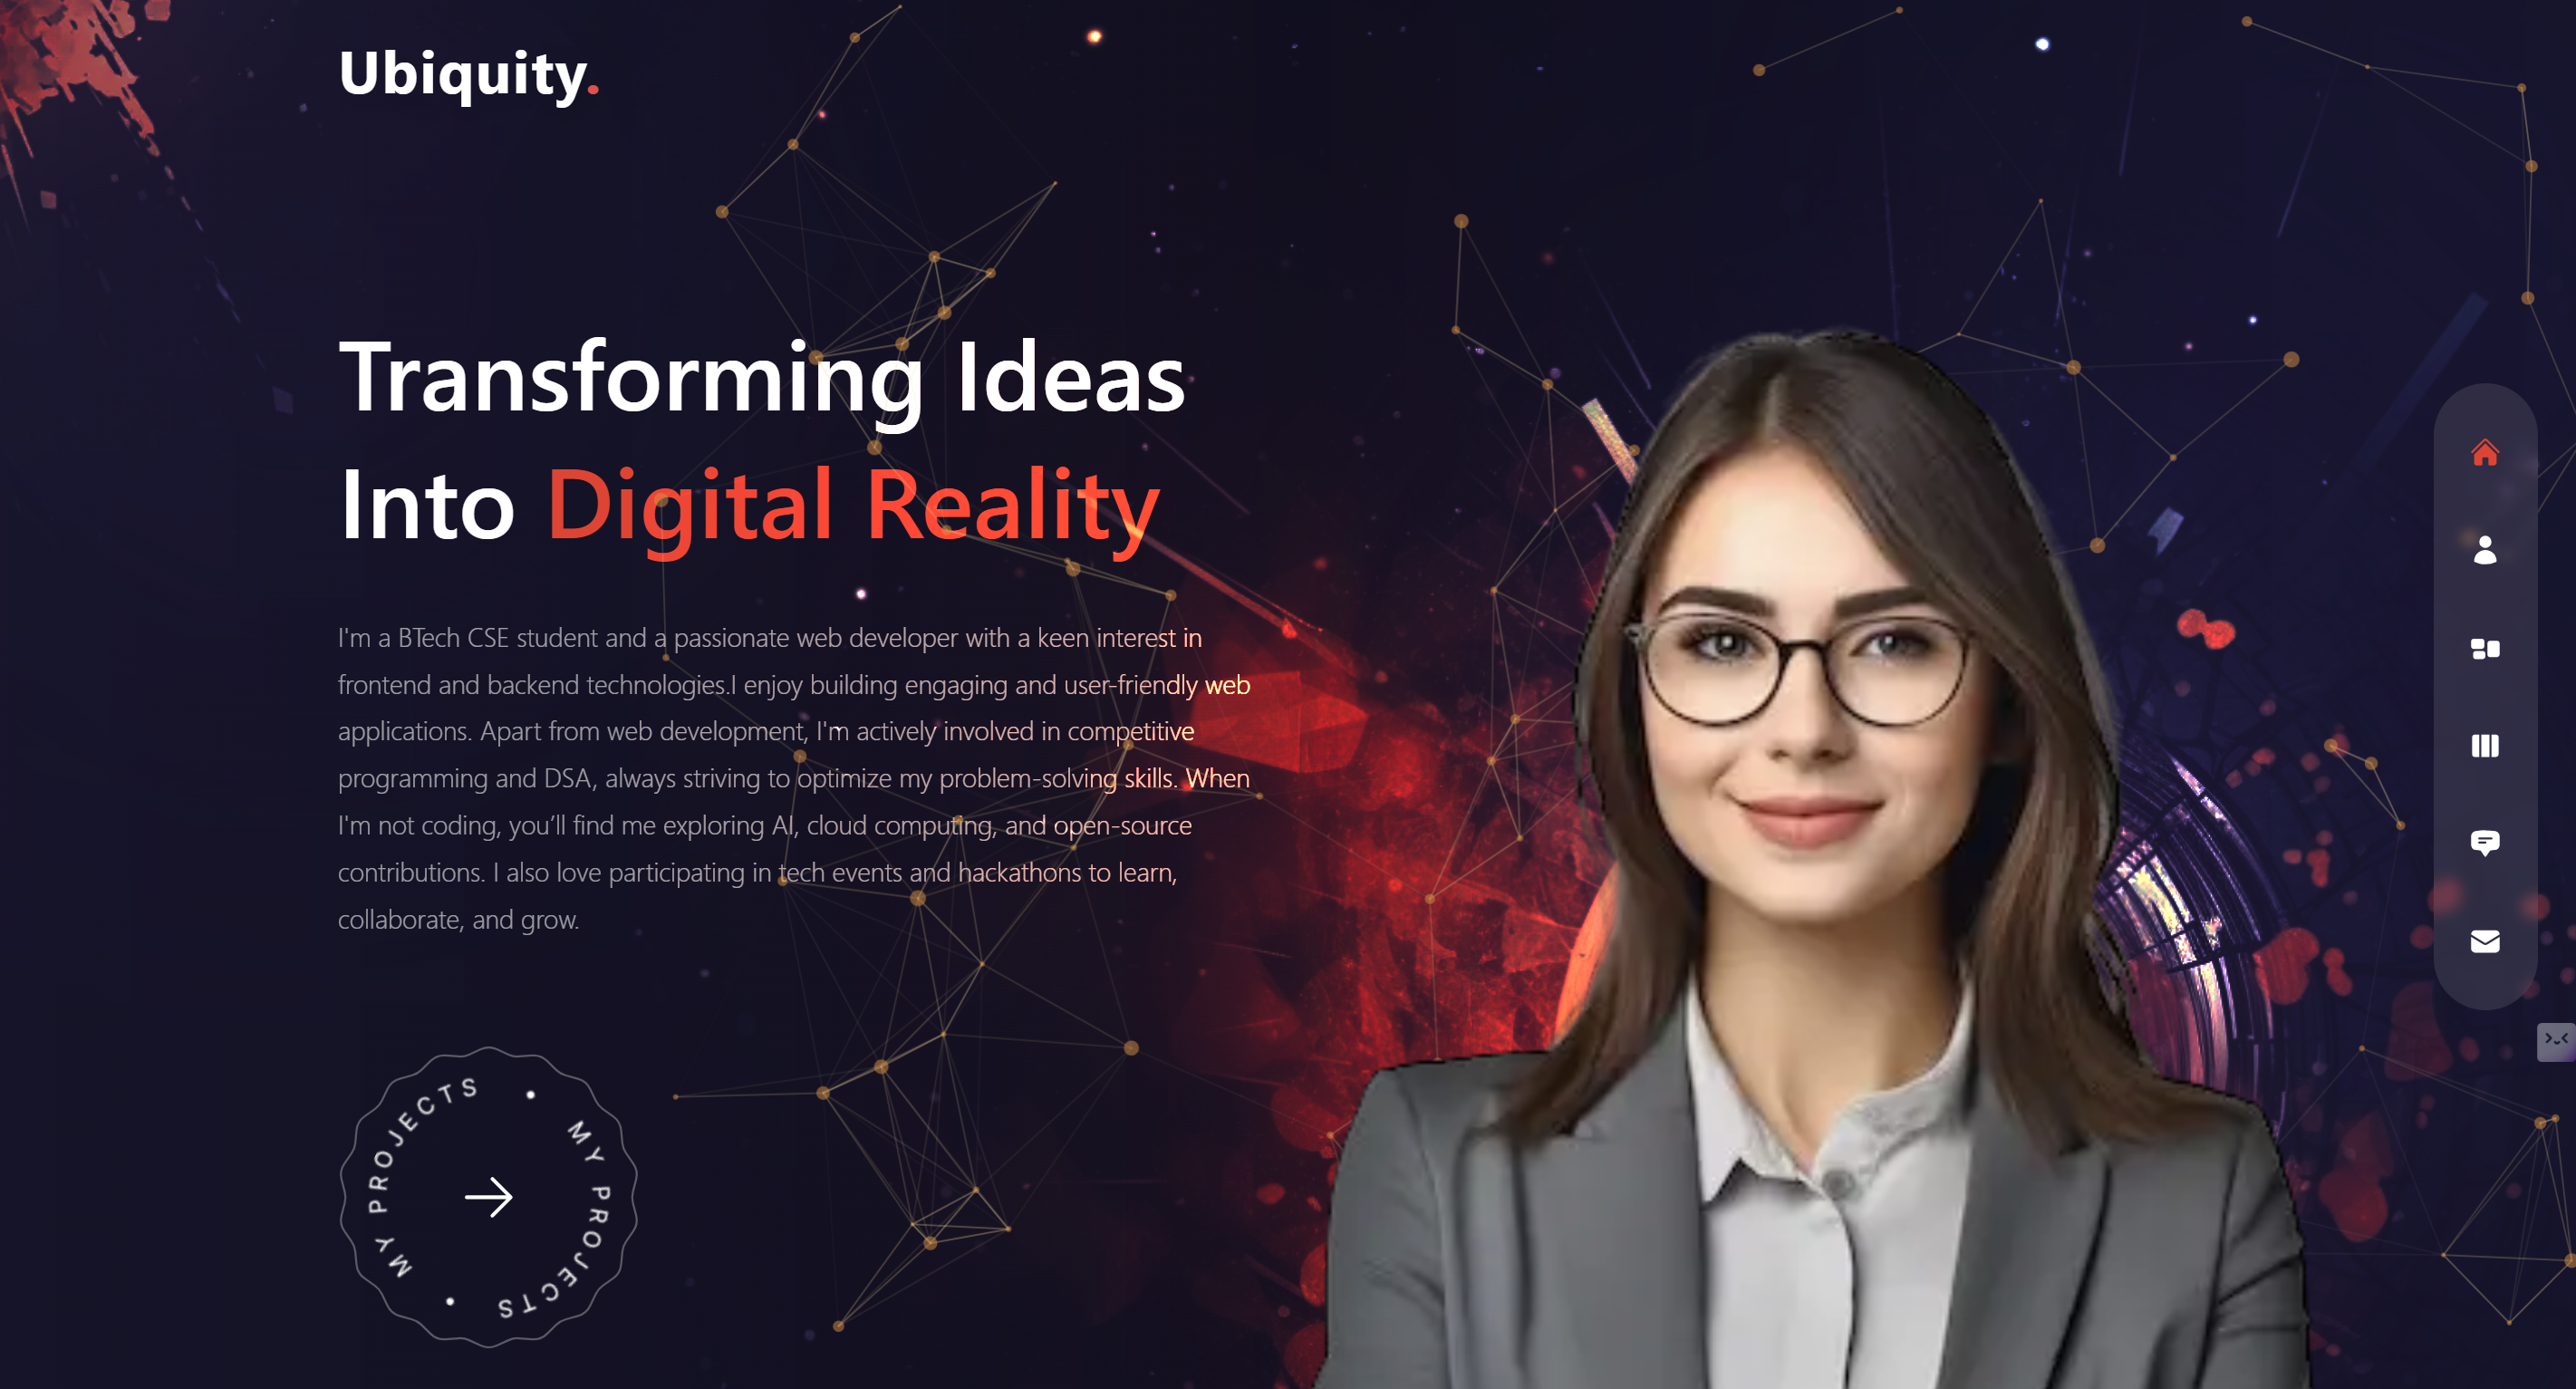 Ubiquity.
Transforming Ideas
Into Digital Reality
I'm a BTech CSE student and a passionate web developer with a keen interest in
frontend and backend technologies.I enjoy building engaging and user-friendly web
applications. Apart from web development, I'm actively involved in competitive
programming and DSA, always striving to optimize my problem-solving skills. When
I'm not coding, you’ll find me exploring AI, cloud computing, and open-source
contributions. I also love participating in tech events and hackathons to learn,
collaborate, and grow.
MY PROJECTS • MY PROJECTS •